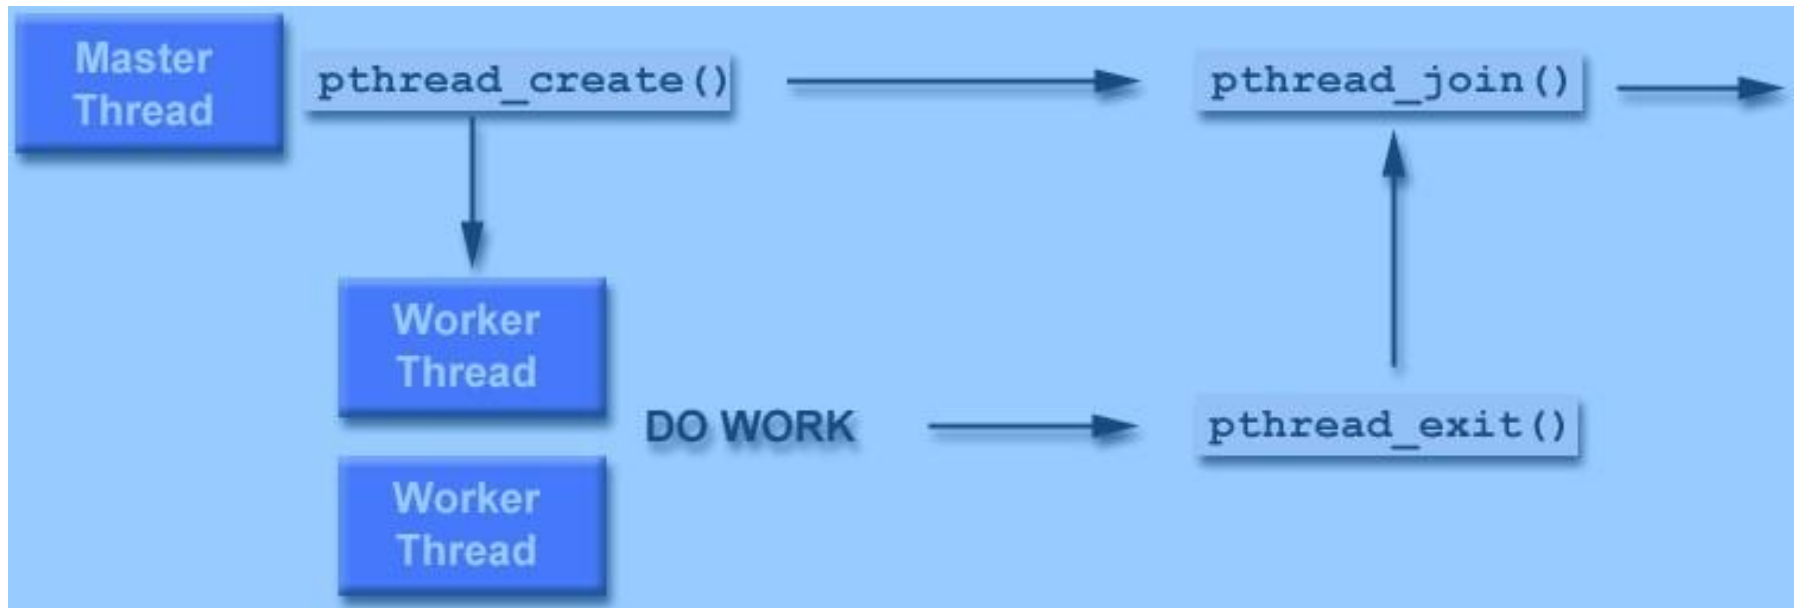 Master
Thread
pthread_create()
pthread_join()
Worker
Thread
DO WORK
pthread_exit()
Worker
Thread